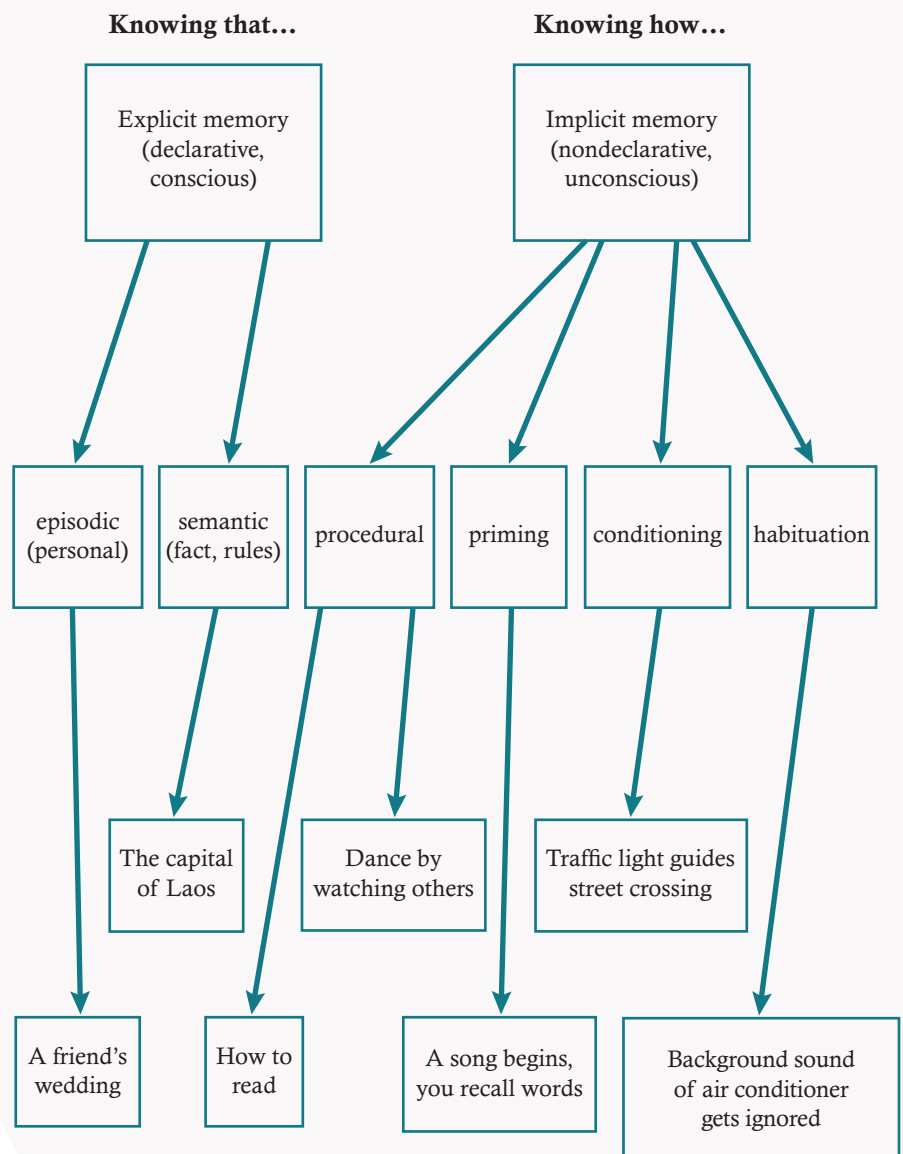 Knowing that…
Knowing how…
Explicit memory
(declarative,
conscious)
Implicit memory
(nondeclarative,
unconscious)
episodic
(personal)
semantic
(fact, rules)
procedural
priming
conditioning
habituation
The capital
of Laos
Dance by
watching others
Traffic light guides
street crossing
A friend’s
wedding
How to
read
A song begins,
you recall words
Background sound
of air conditioner
gets ignored